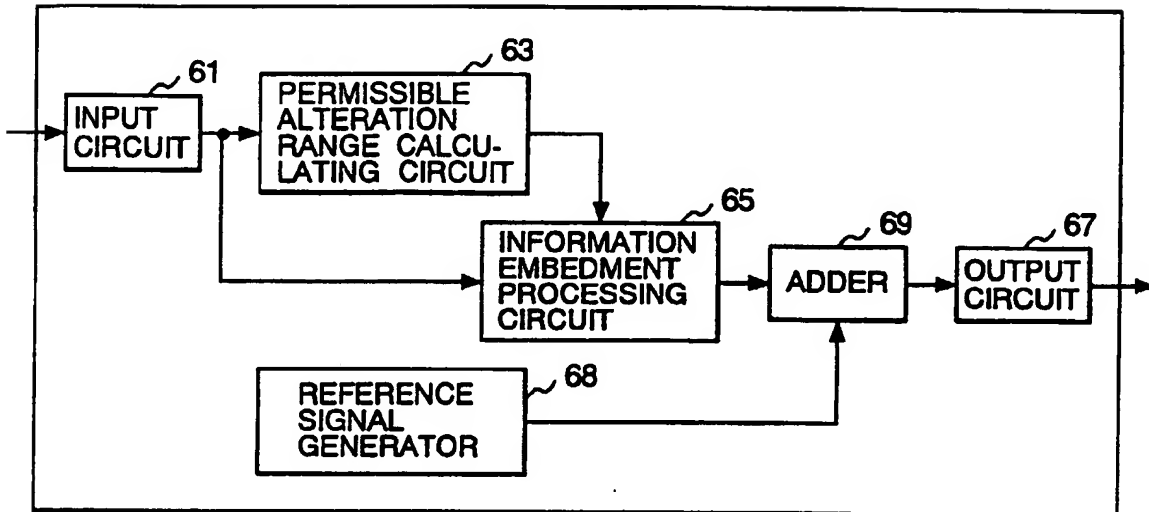 61
INPUT
CIRCUIT
63
PERMISSIBLE
ALTERATION
RANGE CALCU-
LATING CIRCUIT
65
INFORMATION
EMBEDMENT
PROCESSING
CIRCUIT
69
ADDER
67
OUTPUT
CIRCUIT
68
REFERENCE
SIGNAL
GENERATOR